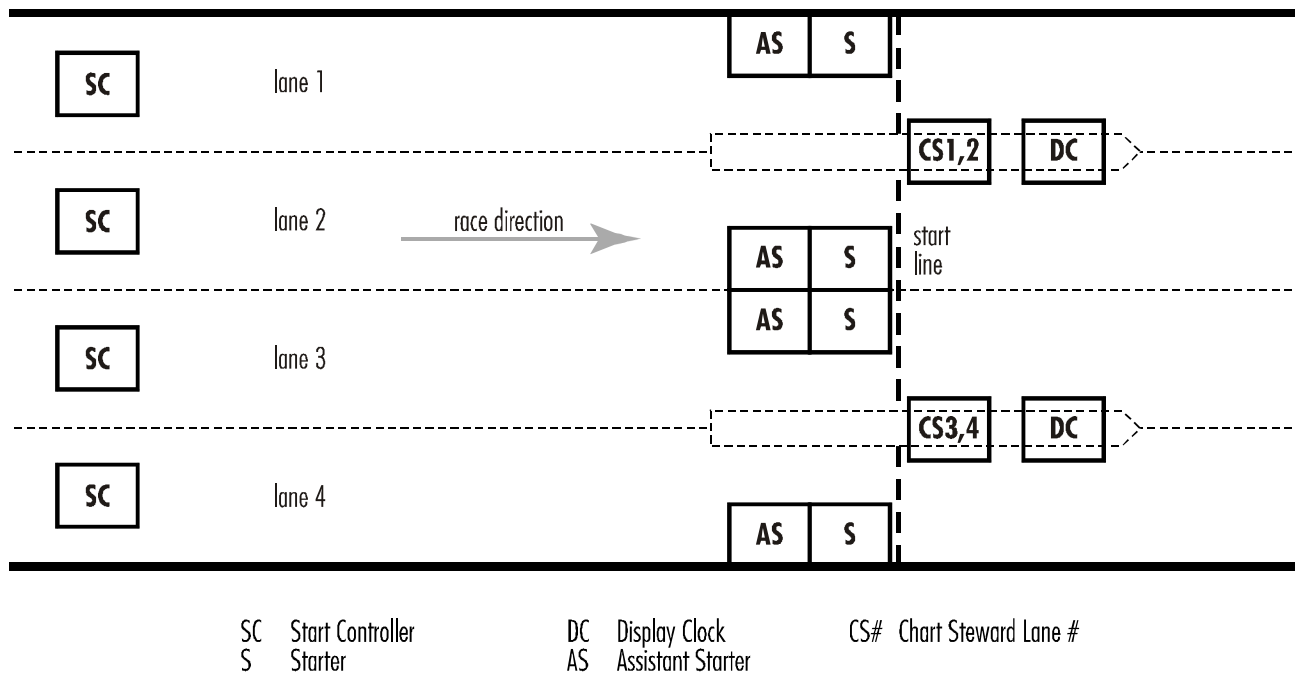 AS S
SC lane 1
CS1,2 DC
SC lane 2 race direction
AS S start
line
AS S
SC lane 3
CS3,4 DC
SC lane 4
AS S
SC Start Controller DC Display Clock CS# Chart Steward Lane #
S Starter AS Assistant Starter